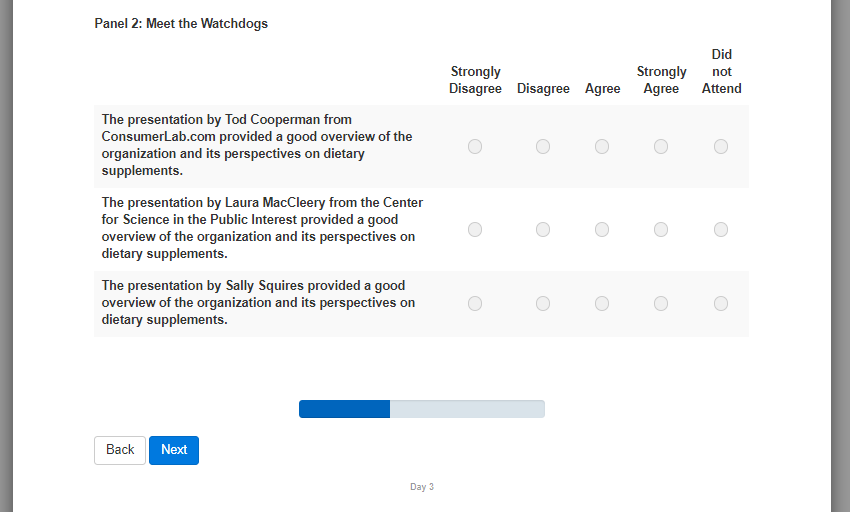 Panel 2: Meet the Watchdogs
Strongly Disagree
Disagree
Agree
Strongly Agree
Did not Attend
The presentation by Tod Cooperman from
ConsumerLab.com provided a good overview of the
organization and its perspectives on dietary
supplements.
The presentation by Laura MacCleery from the Center
for Science in the Public Interest provided a good
overview of the organization and its perspectives on
dietary supplements.
The presentation by Sally Squires provided a good
overview of the organization and its perspectives on
dietary supplements.
Back
Next
Day 3